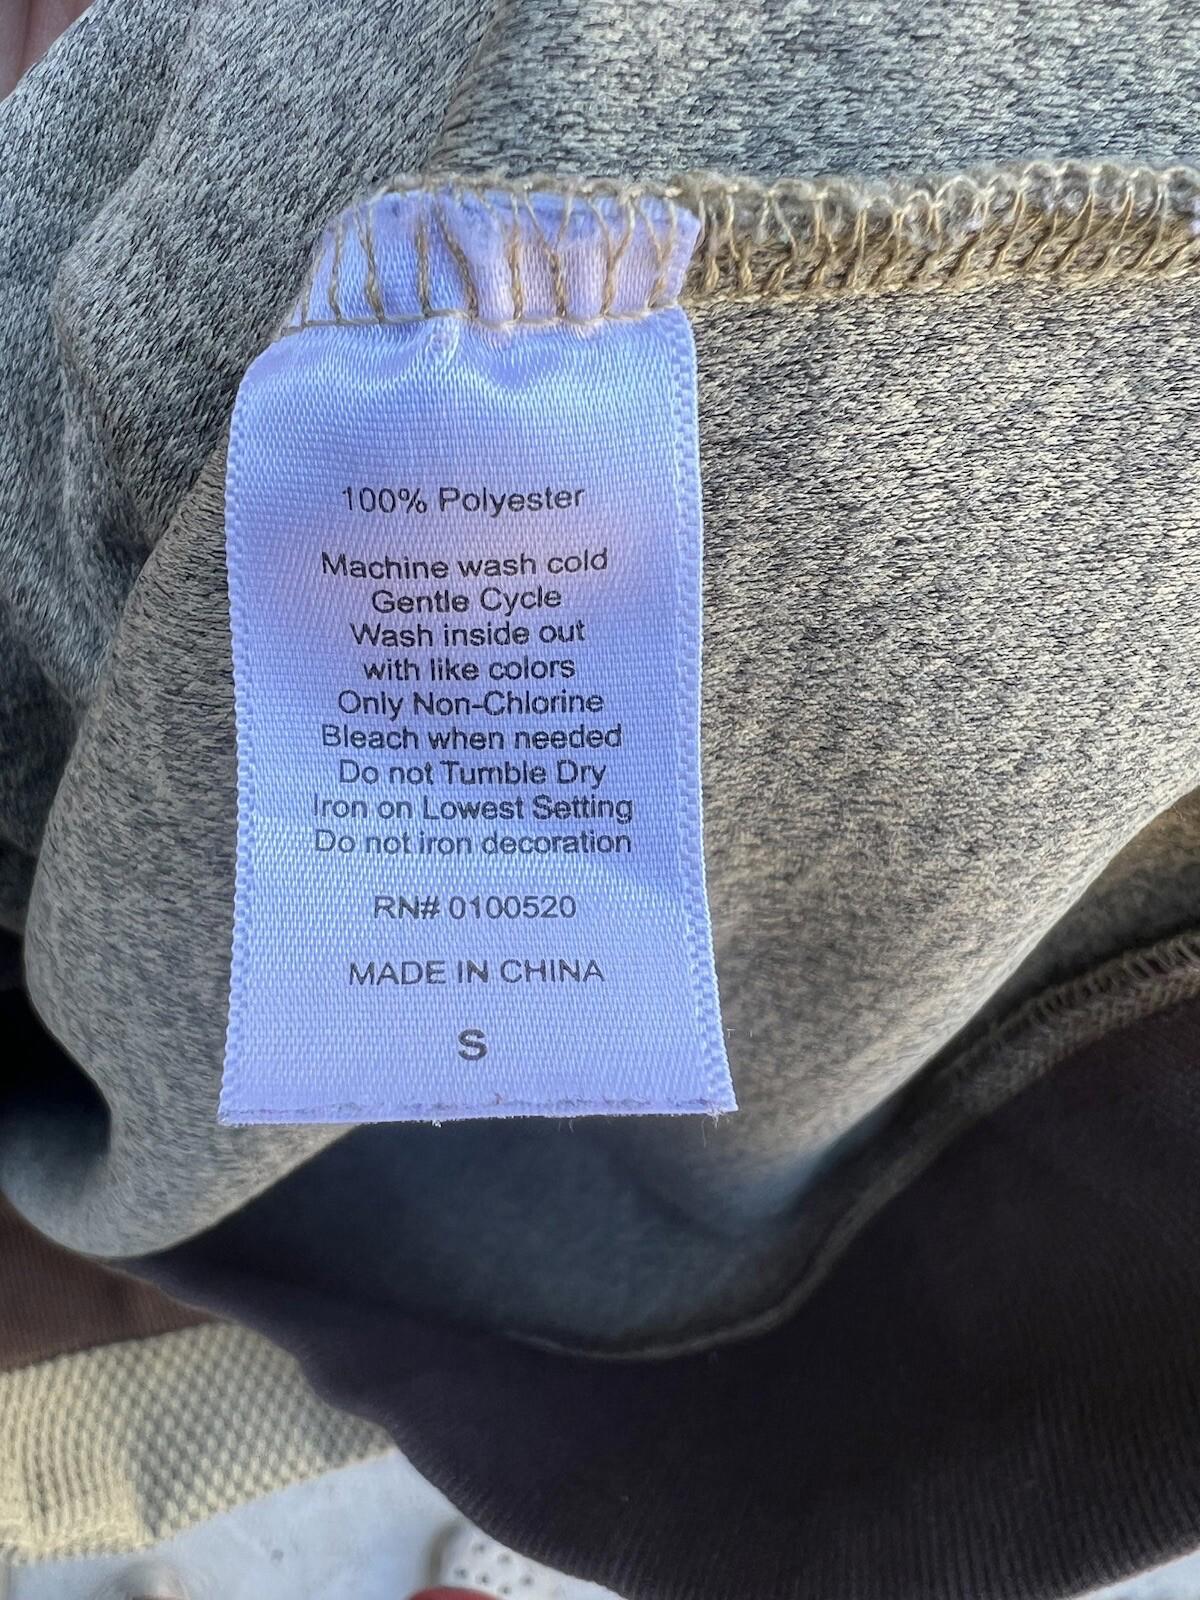 100% Polyester
Machine wash cold
Gentle Cycle
Wash inside out
with like colors
Only Non-Chlorine
Bleach when needed
Do not Tumble Dry
Iron on Lowest Setting
Do not iron decoration
RN# 0100520
MADE IN CHINA
S